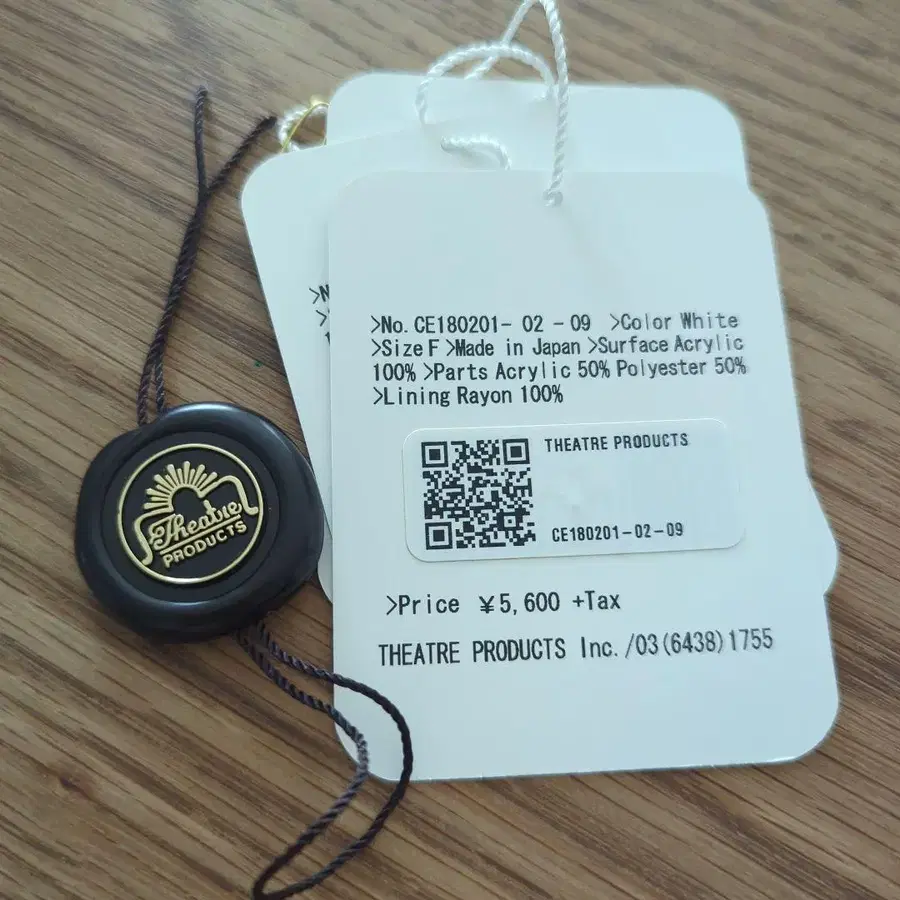 >No. CE180201- 02 -09 >Color White
>Size F >Made in Japan >Surface Acrylic
100% >Parts Acrylic 50% Polyester 50%
>Lining Rayon 100%
THEATRE PRODUCTS
CE180201-02-09
>Price ¥5,600 +Tax
THEATRE PRODUCTS Inc./03(6438)1755
Theatre
PRODUCTS